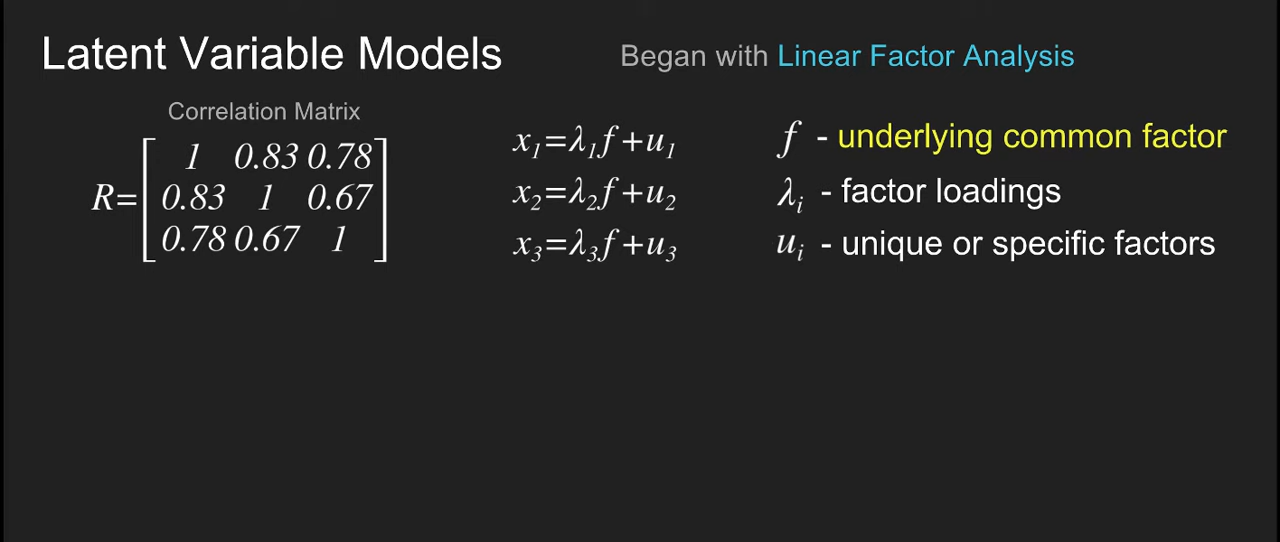 Latent Variable Models
Began with Linear Factor Analysis
Correlation Matrix
R=
1 0.83 0.78
0.83 1 0.67
0.78 0.67 1
x₁=λ₁f+u₁
x₂=λ₂f+u₂
x₃=λ₃f+u₃
f - underlying common factor
λᵢ - factor loadings
uᵢ - unique or specific factors